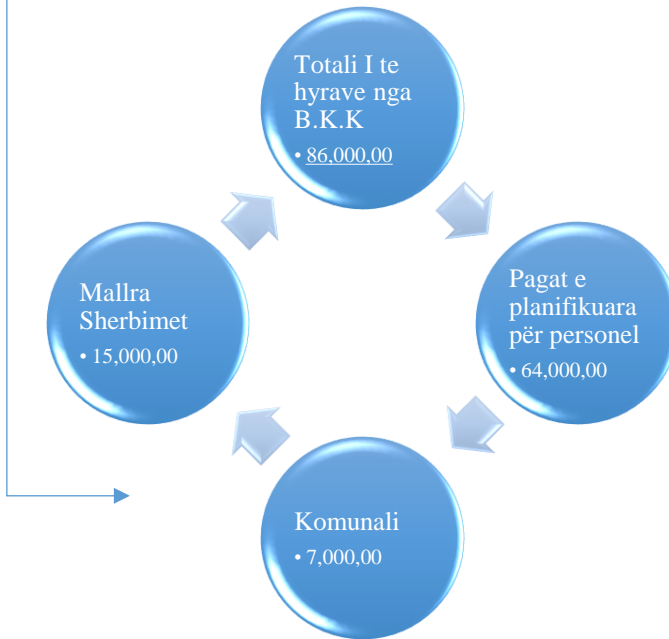 Totali I te
hyrave nga
B.K.K
• 86,000,00
Pagat e
planifikuara
për personel
• 64,000,00
Komunali
• 7,000,00
Mallra
Sherbimet
• 15,000,00